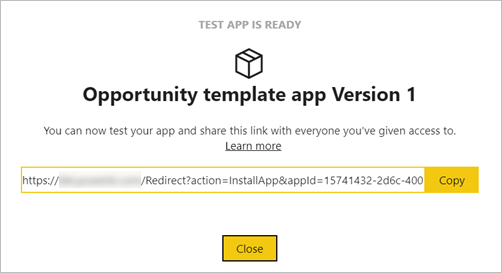 TEST APP IS READY
Opportunity template app Version 1
You can now test your app and share this link with everyone you've given access to.
Learn more
https:// /Redirect?action=InstallApp&appId=15741432-2d6c-400
Copy
Close